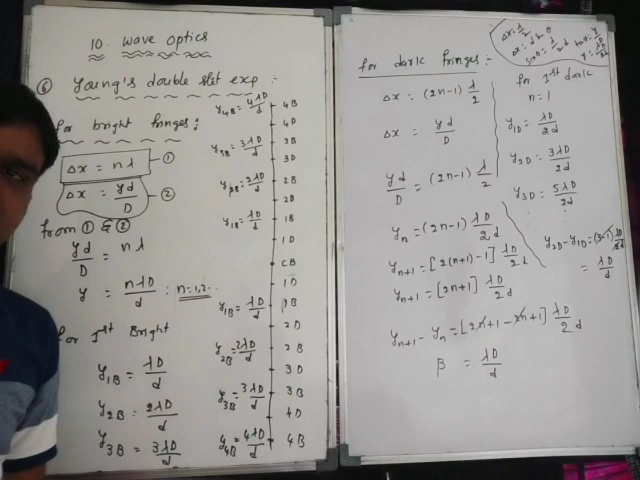 10. Wave Optics
⑥ Young's double slit exp :-
for bright fringes :
Δx = nλ — ①
Δx = yd/D — ②
from ① & ②
yd/D = nλ
y = nλD/d : n=1,2..
for 1st Bright
y1B = λD/d
y2B = 2λD/d
y3B = 3λD/d
y4B = 4λD/d
y3B = 3λD/d
y2B = 2λD/d
y1B = λD/d
y1B = λD/d
y2B = 2λD/d
y3B = 3λD/d
y4B = 4λD/d
4B
4D
3B
3D
2B
2D
1B
1D
CB
1D
1B
2D
2B
3D
3B
4D
4B
for dark fringes :-
Δx = (2n-1) λ/2
Δx = yd/D
yd/D = (2n-1) λ/2
yn = (2n-1) λD/2d
yn+1 = [2(n+1)-1] λD/2d
yn+1 = [2n+1] λD/2d
yn+1 - yn = [2n+1-2n+1] λD/2d
β = λD/d
for 1st dark
n = 1
y1D = λD/2d
y2D = 3λD/2d
y3D = 5λD/2d
y2D - y1D = (3-1) λD/2d
= λD/d